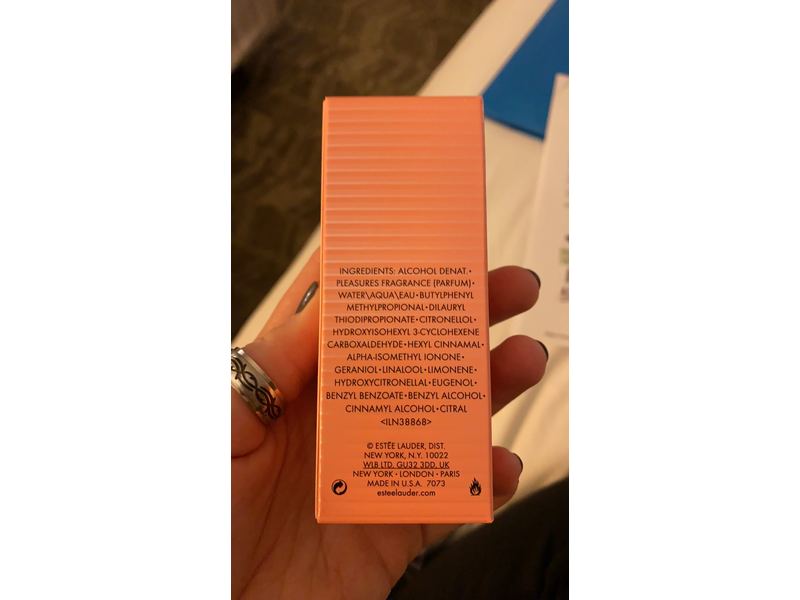 INGREDIENTS: ALCOHOL DENAT.•
PLEASURES FRAGRANCE (PARFUM)•
WATER\AQUA\EAU•BUTYLPHENYL
METHYLPROPIONAL•DILAURYL
THIODIPROPIONATE•CITRONELLOL•
HYDROXYISOHEXYL 3-CYCLOHEXENE
CARBOXALDEHYDE•HEXYL CINNAMAL•
ALPHA-ISOMETHYL IONONE•
GERANIOL•LINALOOL•LIMONENE•
HYDROXYCITRONELLAL•EUGENOL•
BENZYL BENZOATE•BENZYL ALCOHOL•
CINNAMYL ALCOHOL•CITRAL
<ILN38868>
© ESTĒE LAUDER, DIST.
NEW YORK, N.Y. 10022
WLB LTD. GU32 3DD, UK
NEW YORK • LONDON • PARIS
MADE IN U.S.A. 7073
esteelauder.com